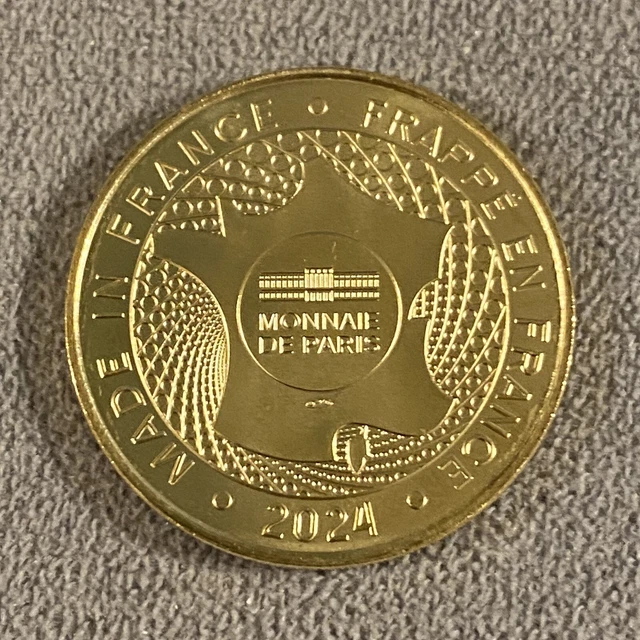 MADE IN FRANCE
FRAPPÉ EN FRANCE
MONNAIE
DE PARIS
2024